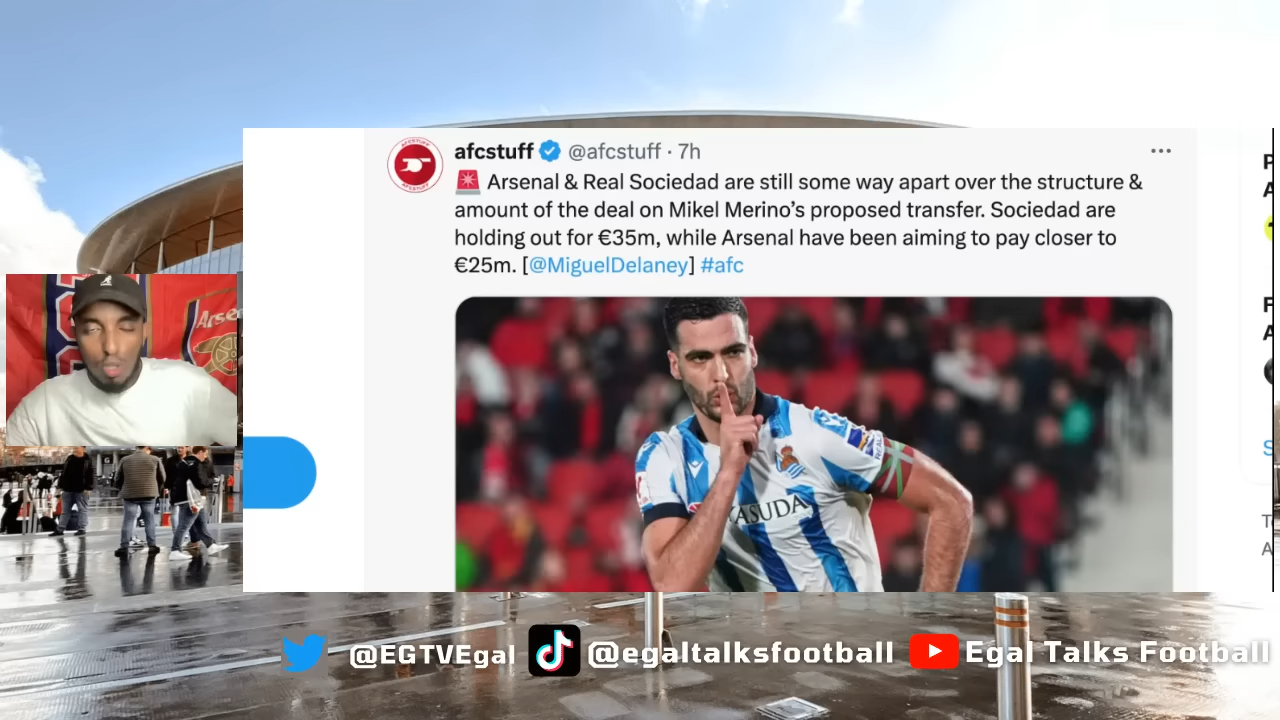 afcstuff @afcstuff · 7h
🚨 Arsenal & Real Sociedad are still some way apart over the structure &
amount of the deal on Mikel Merino’s proposed transfer. Sociedad are
holding out for €35m, while Arsenal have been aiming to pay closer to
€25m. [@MiguelDelaney] #afc
Arse
YASUDA
@EGTVEgal @egaltalksfootball Egal Talks Football